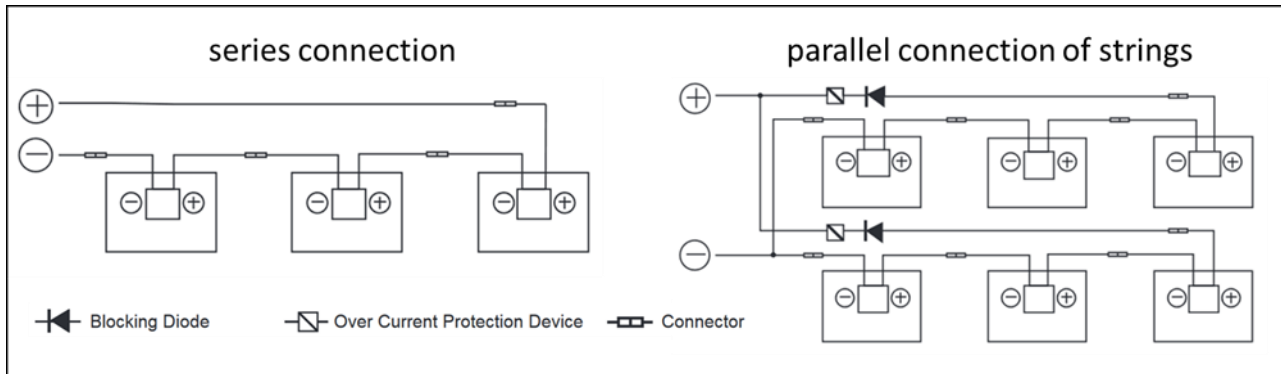 series connection
parallel connection of strings
+
−
− +
− +
− +
+
−
− +
− +
− +
− +
− +
− +
Blocking Diode
Over Current Protection Device
Connector